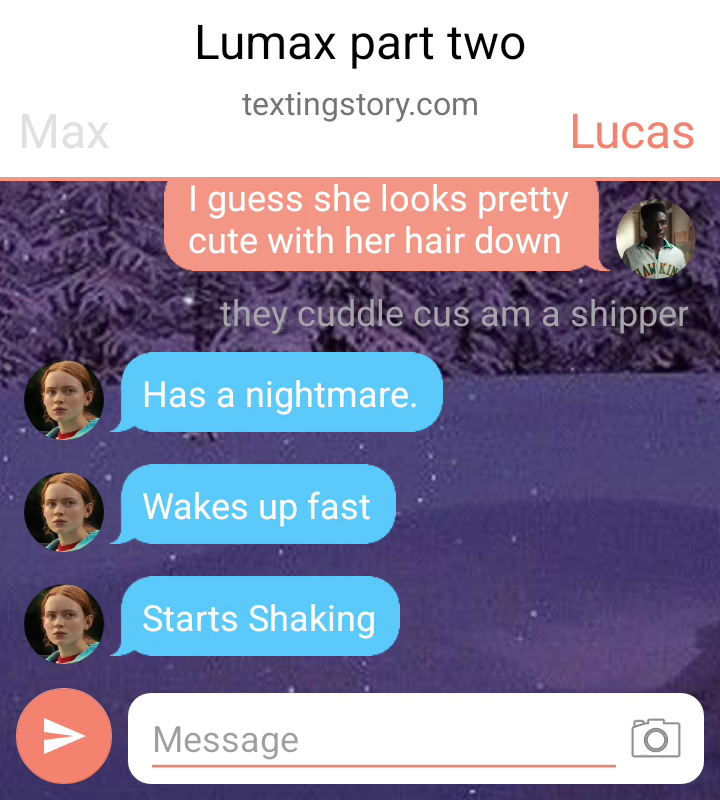 Lumax part two
textingstory.com
Max
Lucas
I guess she looks pretty
cute with her hair down
they cuddle cus am a shipper
Has a nightmare.
Wakes up fast
Starts Shaking
Message